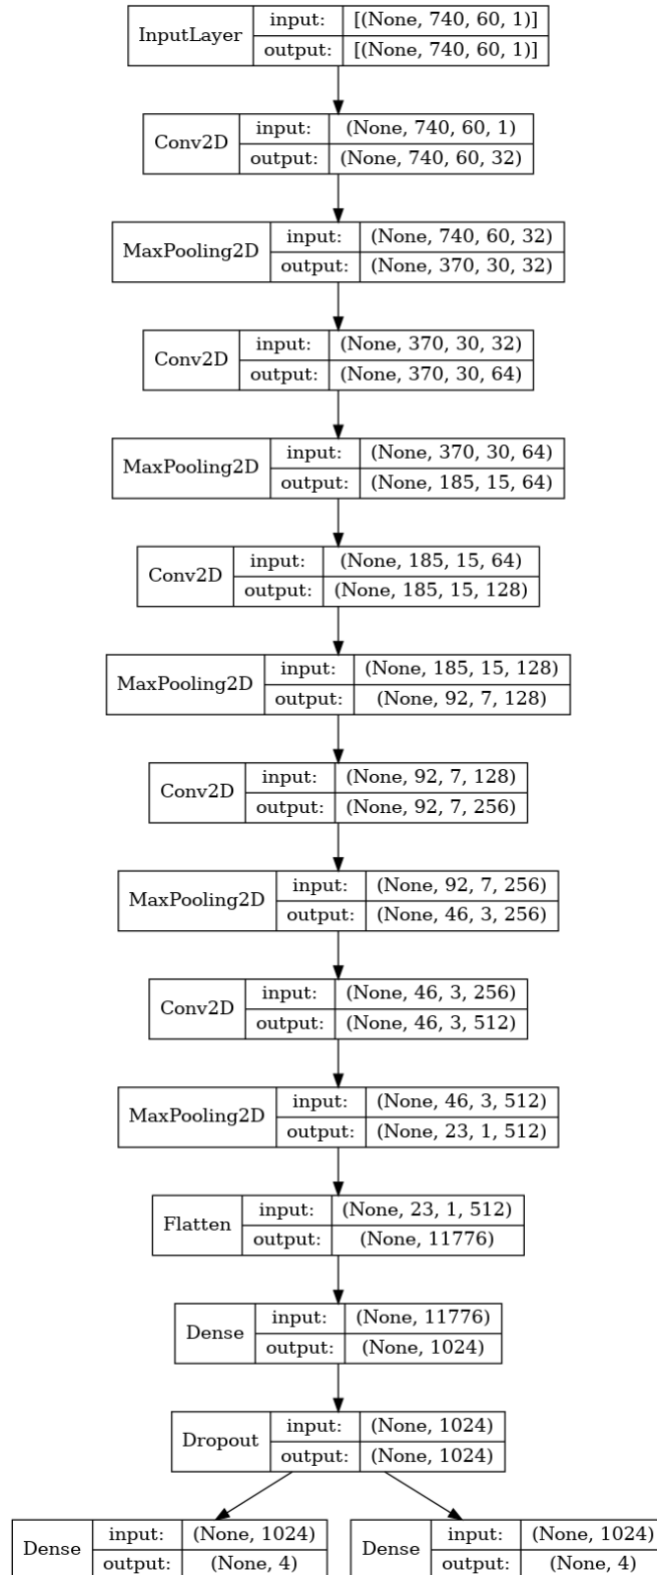 InputLayer input: [(None, 740, 60, 1)]
output: [(None, 740, 60, 1)]
Conv2D input: (None, 740, 60, 1)
output: (None, 740, 60, 32)
MaxPooling2D input: (None, 740, 60, 32)
output: (None, 370, 30, 32)
Conv2D input: (None, 370, 30, 32)
output: (None, 370, 30, 64)
MaxPooling2D input: (None, 370, 30, 64)
output: (None, 185, 15, 64)
Conv2D input: (None, 185, 15, 64)
output: (None, 185, 15, 128)
MaxPooling2D input: (None, 185, 15, 128)
output: (None, 92, 7, 128)
Conv2D input: (None, 92, 7, 128)
output: (None, 92, 7, 256)
MaxPooling2D input: (None, 92, 7, 256)
output: (None, 46, 3, 256)
Conv2D input: (None, 46, 3, 256)
output: (None, 46, 3, 512)
MaxPooling2D input: (None, 46, 3, 512)
output: (None, 23, 1, 512)
Flatten input: (None, 23, 1, 512)
output: (None, 11776)
Dense input: (None, 11776)
output: (None, 1024)
Dropout input: (None, 1024)
output: (None, 1024)
Dense input: (None, 1024)
output: (None, 4)
Dense input: (None, 1024)
output: (None, 4)